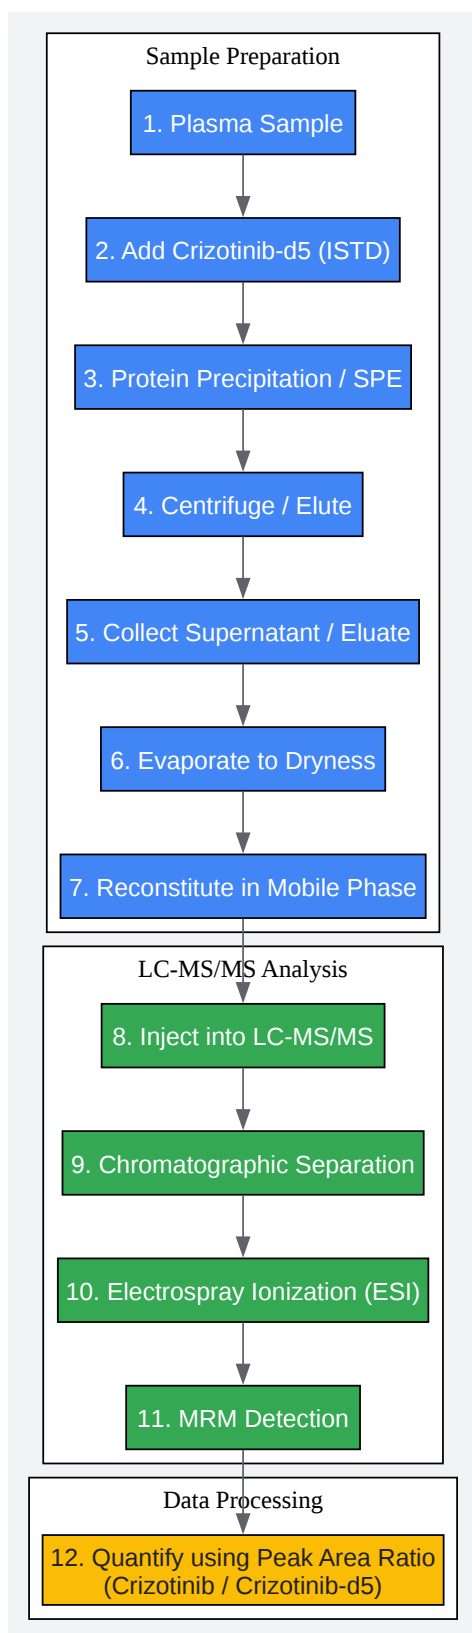 Sample Preparation
1. Plasma Sample
2. Add Crizotinib-d5 (ISTD)
3. Protein Precipitation / SPE
4. Centrifuge / Elute
5. Collect Supernatant / Eluate
6. Evaporate to Dryness
7. Reconstitute in Mobile Phase
LC-MS/MS Analysis
8. Inject into LC-MS/MS
9. Chromatographic Separation
10. Electrospray Ionization (ESI)
11. MRM Detection
Data Processing
12. Quantify using Peak Area Ratio
(Crizotinib / Crizotinib-d5)